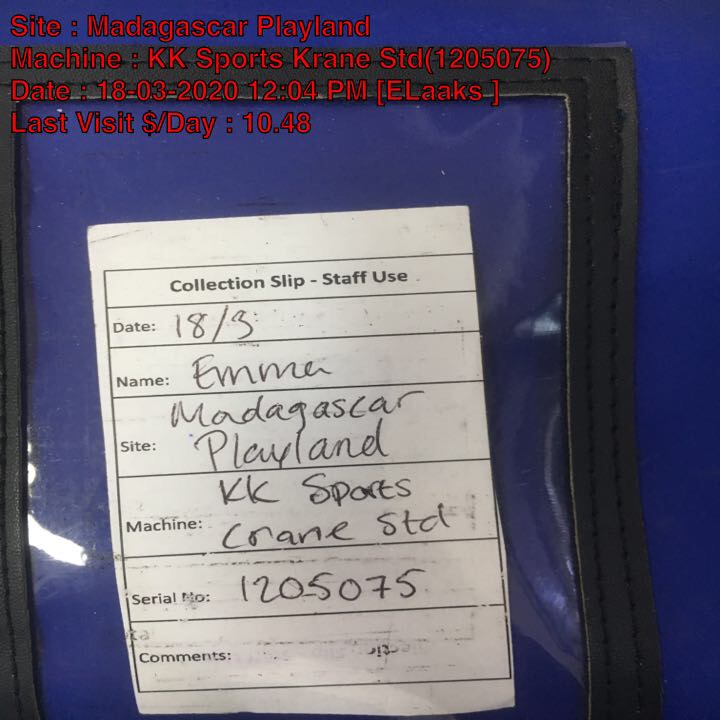 Site : Madagascar Playland
Machine : KK Sports Krane Std(1205075)
Date : 18-03-2020 12:04 PM [ELaaks ]
Last Visit $/Day : 10.48
Collection Slip - Staff Use
Date: 18/3
Name: Emma
Site: Madagascar
Playland
Machine: KK Sports
Crane Std
Serial No: 1205075
Comments: